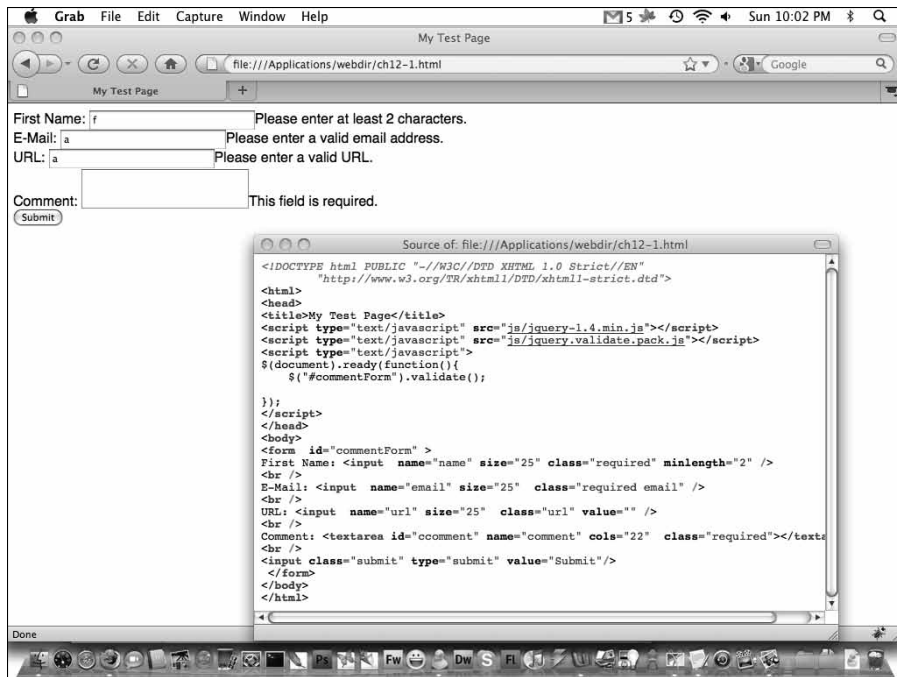 Grab File Edit Capture Window Help 5 Sun 10:02 PM
My Test Page
file:///Applications/webdir/ch12-1.html Google
My Test Page +
First Name: f Please enter at least 2 characters.
E-Mail: a Please enter a valid email address.
URL: a Please enter a valid URL.
Comment: This field is required.
Submit
Source of: file:///Applications/webdir/ch12-1.html
<!DOCTYPE html PUBLIC "-//W3C//DTD XHTML 1.0 Strict//EN"
"http://www.w3.org/TR/xhtml1/DTD/xhtml1-strict.dtd">
<html>
<head>
<title>My Test Page</title>
<script type="text/javascript" src="js/jquery-1.4.min.js"></script>
<script type="text/javascript" src="js/jquery.validate.pack.js"></script>
<script type="text/javascript">
$(document).ready(function(){
$("#commentForm").validate();
});
</script>
</head>
<body>
<form id="commentForm" >
First Name: <input name="name" size="25" class="required" minlength="2" />
<br />
E-Mail: <input name="email" size="25" class="required email" />
<br />
URL: <input name="url" size="25" class="url" value="" />
<br />
Comment: <textarea id="ccomment" name="comment" cols="22" class="required"></texta
<br />
<input class="submit" type="submit" value="Submit"/>
</form>
</body>
</html>
Done
Ps Fw Dw S Fl